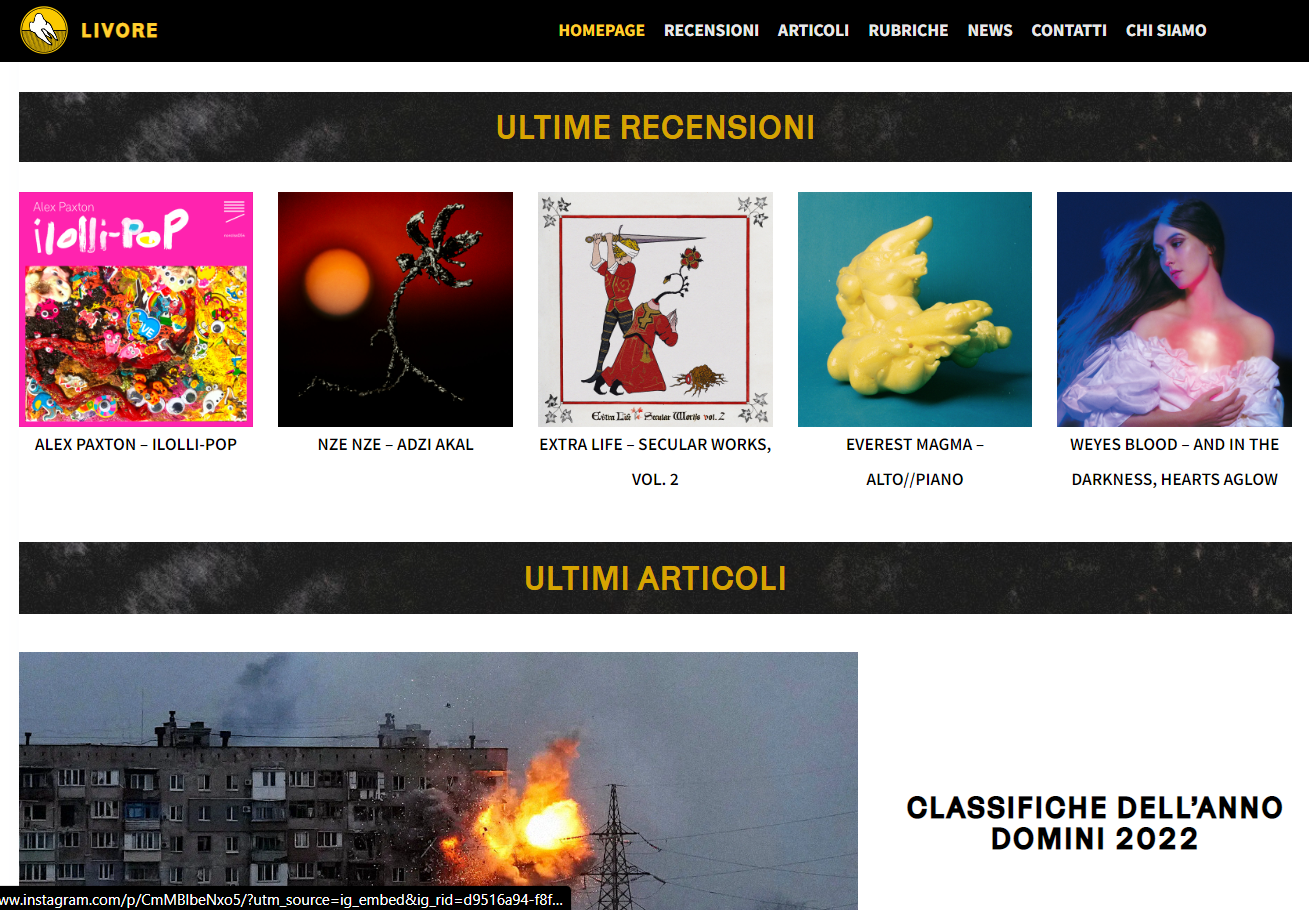 LIVORE
HOMEPAGE RECENSIONI ARTICOLI RUBRICHE NEWS CONTATTI CHI SIAMO
ULTIME RECENSIONI
Alex Paxton
ilolli-PoP
Extra Life Secular Works vol. 2
ALEX PAXTON – ILOLLI-POP
NZE NZE – ADZI AKAL
EXTRA LIFE – SECULAR WORKS,
VOL. 2
EVEREST MAGMA –
ALTO//PIANO
WEYES BLOOD – AND IN THE
DARKNESS, HEARTS AGLOW
ULTIMI ARTICOLI
CLASSIFICHE DELL’ANNO
DOMINI 2022
ww.instagram.com/p/CmMBlbeNxo5/?utm_source=ig_embed&ig_rid=d9516a94-f8f...